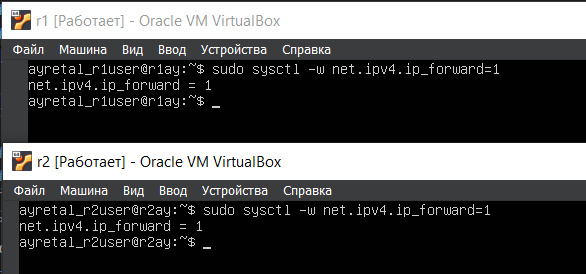 r1 [Работает] - Oracle VM VirtualBox
Файл Машина Вид Ввод Устройства Справка
ayretal_r1user@r1ay:~$ sudo sysctl -w net.ipv4.ip_forward=1
net.ipv4.ip_forward = 1
ayretal_r1user@r1ay:~$ _
r2 [Работает] - Oracle VM VirtualBox
Файл Машина Вид Ввод Устройства Справка
ayretal_r2user@r2ay:~$ sudo sysctl -w net.ipv4.ip_forward=1
net.ipv4.ip_forward = 1
ayretal_r2user@r2ay:~$ _